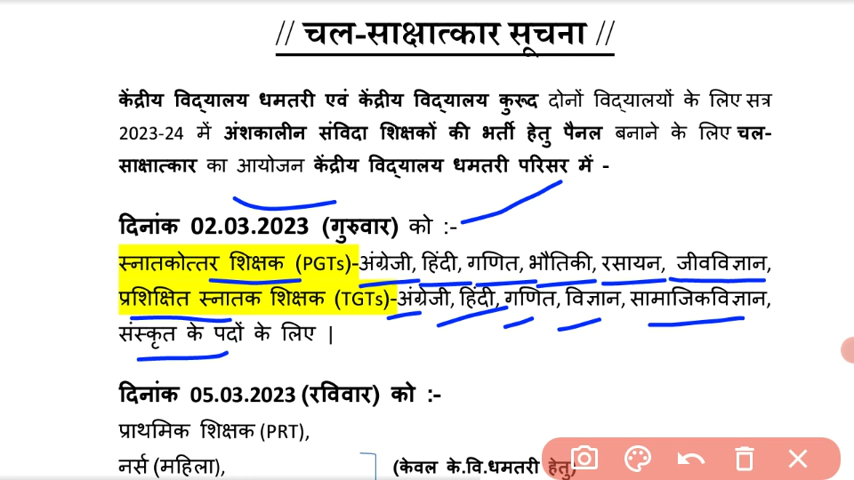 // चल-साक्षात्कार सूचना //
केंद्रीय विद्यालय धमतरी एवं केंद्रीय विद्यालय कुरुद दोनों विद्यालयों के लिए सत्र
2023-24 में अंशकालीन संविदा शिक्षकों की भर्ती हेतु पैनल बनाने के लिए चल-
साक्षात्कार का आयोजन केंद्रीय विद्यालय धमतरी परिसर में -
दिनांक 02.03.2023 (गुरुवार) को :-
स्नातकोत्तर शिक्षक (PGTs)-अंग्रेजी, हिंदी, गणित, भौतिकी, रसायन, जीवविज्ञान,
प्रशिक्षित स्नातक शिक्षक (TGTs)-अंग्रेजी, हिंदी, गणित, विज्ञान, सामाजिकविज्ञान,
संस्कृत के पदों के लिए |
दिनांक 05.03.2023 (रविवार) को :-
प्राथमिक शिक्षक (PRT),
नर्स (महिला), (केवल के.वि.धमतरी हेतु)